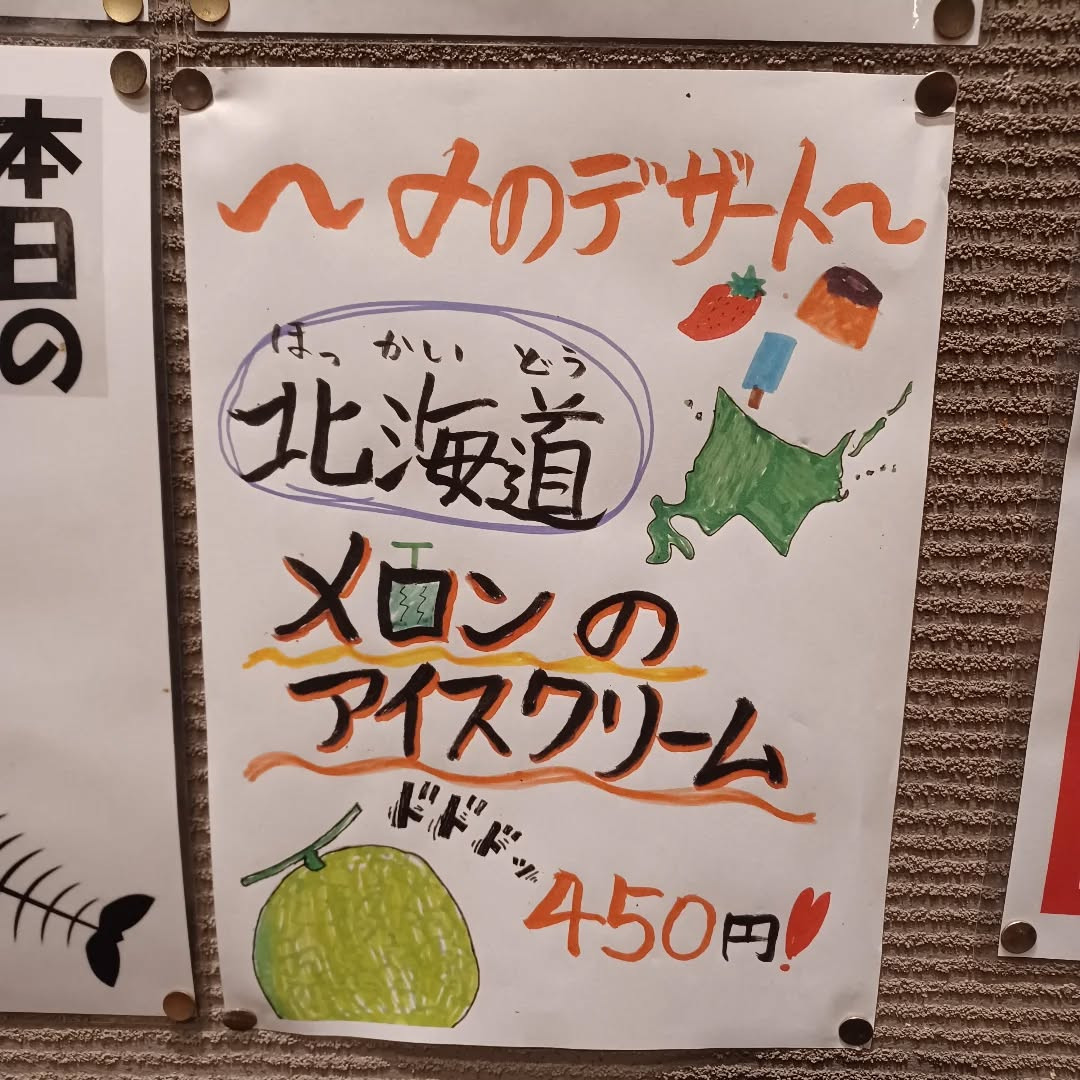 本日の
〜〆のデザート〜
ほっかいどう
北海道
メロンの
アイスクリーム
ドドドッ
450円!